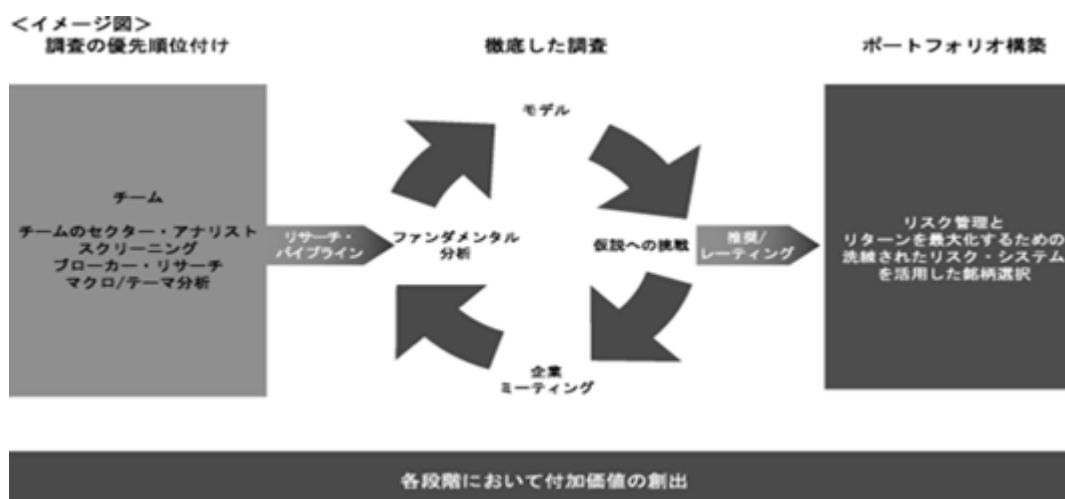 ＜イメージ図＞
調査の優先順位付け
徹底した調査
ポートフォリオ構築
チーム
チームのセクター・アナリスト
スクリーニング
ブローカー・リサーチ
マクロ/テーマ分析
リサーチ・
パイプライン
モデル
ファンダメンタル
分析
仮説への挑戦
企業
ミーティング
推奨/
レーティング
リスク管理と
リターンを最大化するための
洗練されたリスク・システム
を活用した銘柄選択
各段階において付加価値の創出